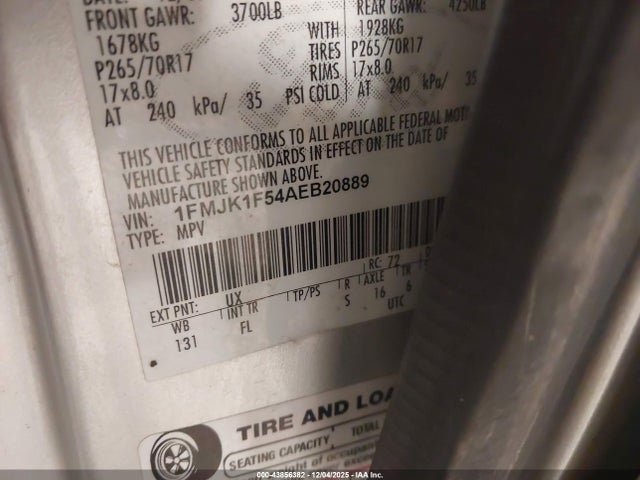 FRONT GAWR: 3700LB REAR GAWR: 4250LB
1678KG WITH 1928KG
P265/70R17 TIRES P265/70R17
17x8.0 RIMS 17x8.0
AT 240 kPa/ 35 PSI COLD AT 240 kPa/ 35
THIS VEHICLE CONFORMS TO ALL APPLICABLE FEDERAL MOT
VEHICLE SAFETY STANDARDS IN EFFECT ON THE DATE OF
MANUFACTURE SHOWN ABOVE.
VIN: 1FMJK1F54AEB20889
TYPE: MPV
EXT PNT: UX RC: 72
WB INT TR TP/PS R AXLE TR
131 FL S 16 6
UTC
TIRE AND LOA
SEATING CAPACITY TOTAL
000-43856382 - 12/04/2025 - IAA